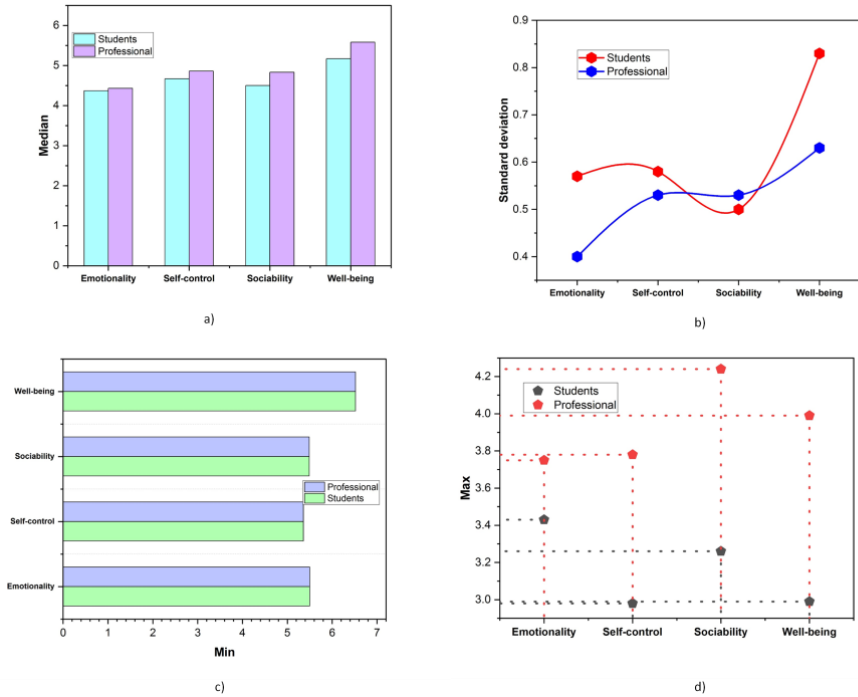 6
5
4
3
2
1
0
Median
Students
Professional
Emotionality
Self-control
Sociability
Well-being
a)
0.9
0.8
0.7
0.6
0.5
0.4
Standard deviation
Students
Professional
Emotionality
Self-control
Sociability
Well-being
b)
Well-being
Sociability
Self-control
Emotionality
Professional
Students
0 1 2 3 4 5 6 7
Min
c)
4.2
4.0
3.8
3.6
3.4
3.2
3.0
Max
Students
Professional
Emotionality
Self-control
Sociability
Well-being
d)